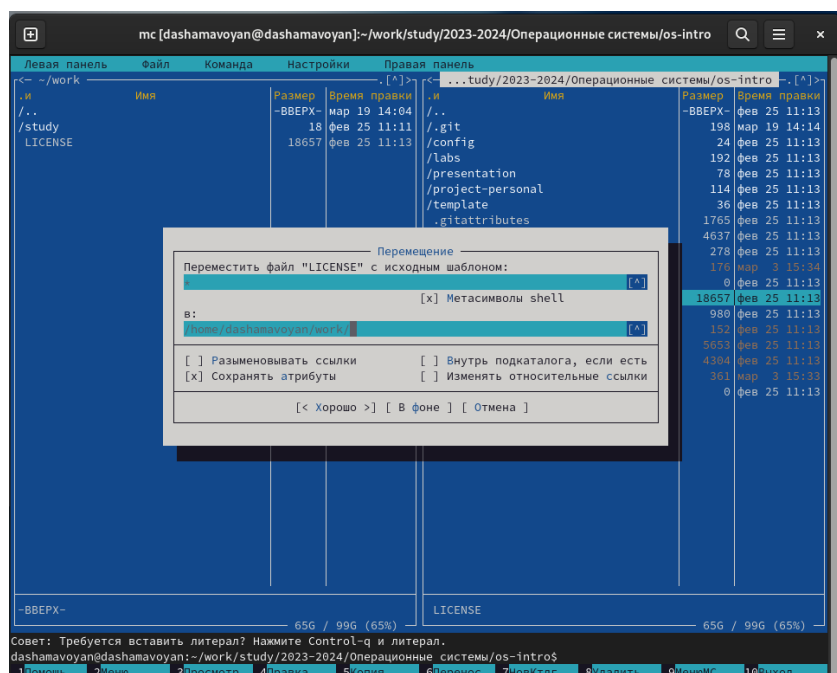 mc [dashamavoyan@dashamavoyan]:~/work/study/2023-2024/Операционные системы/os-intro
Левая панель Файл Команда Настройки Правая панель
<— ~/work .[^]> <— ...tudy/2023-2024/Операционные системы/os-intro —.[^]>
.и Имя Размер Время правки .и Имя Размер Время правки
/.. -ВВЕРХ- мар 19 14:04 /.. -ВВЕРХ- фев 25 11:13
/study 18 фев 25 11:11 /.git 198 мар 19 14:14
LICENSE 18657 фев 25 11:13 /config 24 фев 25 11:13
/labs 192 фев 25 11:13
/presentation 78 фев 25 11:13
/project-personal 114 фев 25 11:13
/template 36 фев 25 11:13
.gitattributes 1765 фев 25 11:13
4637 фев 25 11:13
Перемещение 278 фев 25 11:13
Переместить файл "LICENSE" с исходным шаблоном: 176 мар 3 15:34
* [^] 0 фев 25 11:13
[x] Метасимволы shell 18657 фев 25 11:13
в: 980 фев 25 11:13
/home/dashamavoyan/work/ [^] 152 фев 25 11:13
5653 фев 25 11:13
[ ] Разыменовывать ссылки [ ] Внутрь подкаталога, если есть 4304 фев 25 11:13
[x] Сохранять атрибуты [ ] Изменять относительные ссылки 361 мар 3 15:33
0 фев 25 11:13
[< Хорошо >] [ В фоне ] [ Отмена ]
-ВВЕРХ- LICENSE
65G / 99G (65%) 65G / 99G (65%)
Совет: Требуется вставить литерал? Нажмите Control-q и литерал.
dashamavoyan@dashamavoyan:~/work/study/2023-2024/Операционные системы/os-intro$
1Помощь 2Меню 3Просмотр 4Правка 5Копия 6Перенос 7НовКтлг 8Удалить 9МенюMC 10Выход